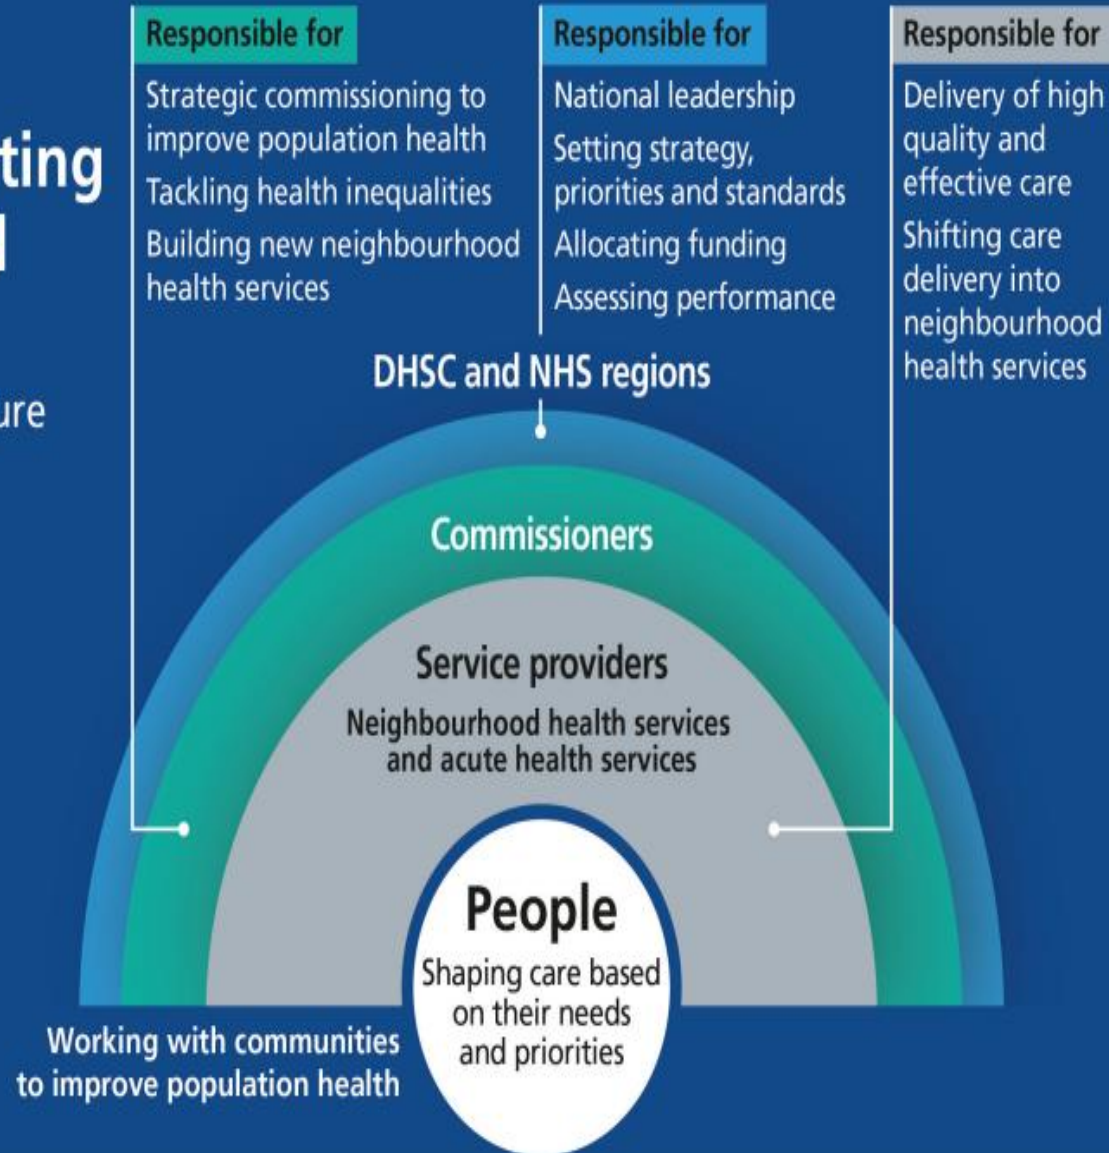 ting
ure
Responsible for
Strategic commissioning to
improve population health
Tackling health inequalities
Building new neighbourhood
health services
Responsible for
National leadership
Setting strategy,
priorities and standards
Allocating funding
Assessing performance
Responsible for
Delivery of high
quality and
effective care
Shifting care
delivery into
neighbourhood
health services
DHSC and NHS regions
Commissioners
Service providers
Neighbourhood health services
and acute health services
People
Shaping care based
on their needs
and priorities
Working with communities
to improve population health